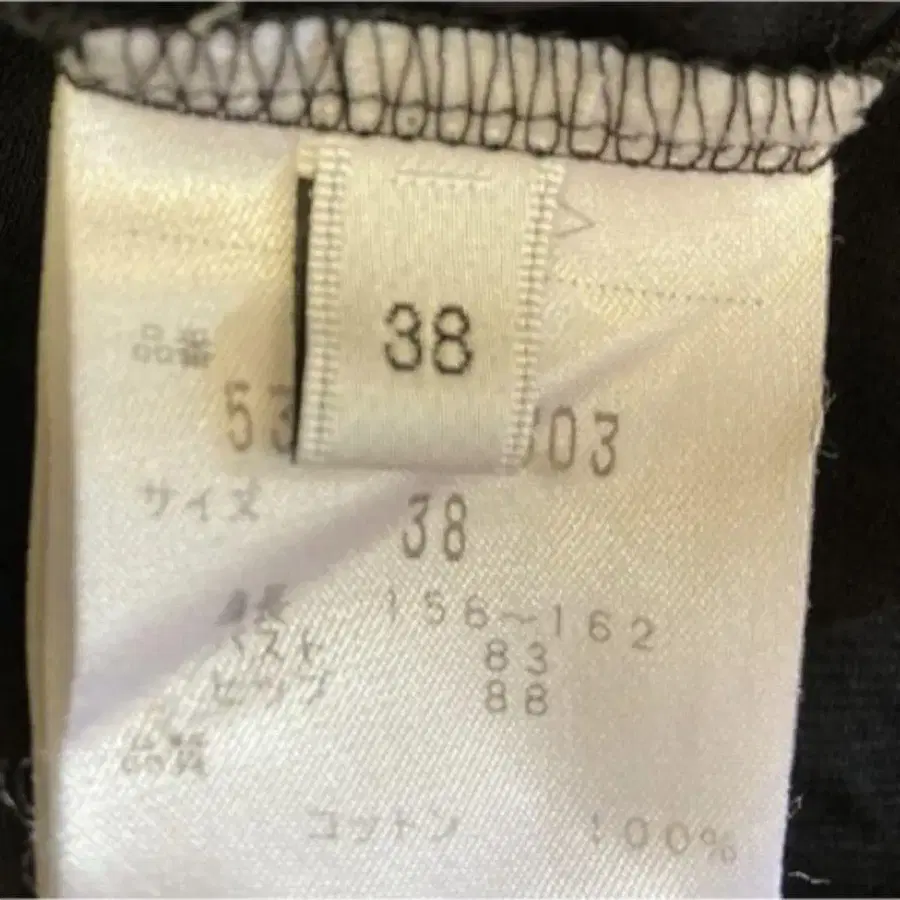 38
品番
53 03
サイズ 38
身長 156~162
バスト 83
ヒップ 88
品質
コットン 100%